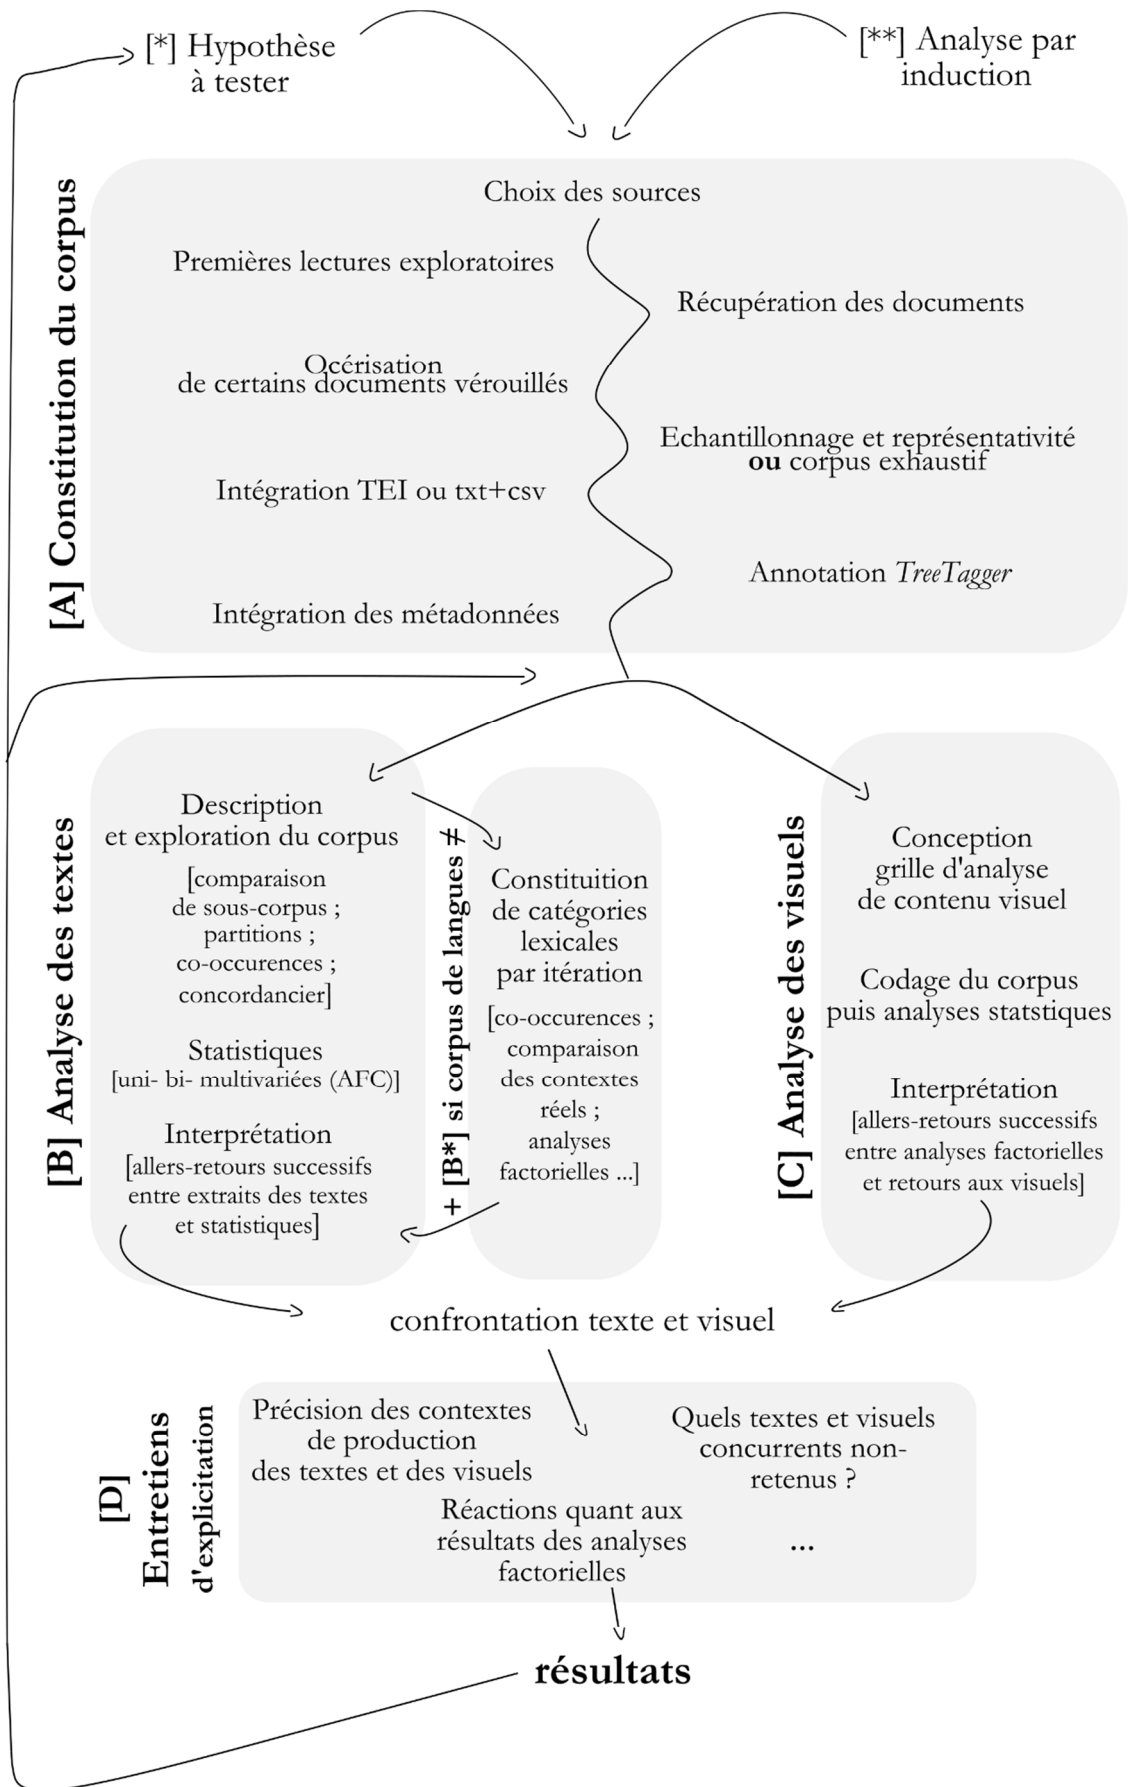 [*] Hypothèse
à tester
[**] Analyse par
induction
[A] Constitution du corpus
Choix des sources
Premières lectures exploratoires
Récupération des documents
Océrisation
de certains documents vérouillés
Echantillonnage et représentativité
ou corpus exhaustif
Intégration TEI ou txt+csv
Annotation TreeTagger
Intégration des métadonnées
[B] Analyse des textes
Description
et exploration du corpus
[comparaison
de sous-corpus ;
partitions ;
co-occurences ;
concordancier]
Statistiques
[uni- bi- multivariées (AFC)]
Interprétation
[allers-retours successifs
entre extraits des textes
et statistiques]
+ [B*] si corpus de langues ≠
Constituition
de catégories
lexicales
par itération
[co-occurences ;
comparaison
des contextes
réels ;
analyses
factorielles ...]
[C] Analyse des visuels
Conception
grille d'analyse
de contenu visuel
Codage du corpus
puis analyses statstiques
Interprétation
[allers-retours successifs
entre analyses factorielles
et retours aux visuels]
confrontation texte et visuel
[D]
Entretiens
d'explicitation
Précision des contextes
de production
des textes et des visuels
Quels textes et visuels
concurrents non-
retenus ?
Réactions quant aux
résultats des analyses
factorielles
...
résultats